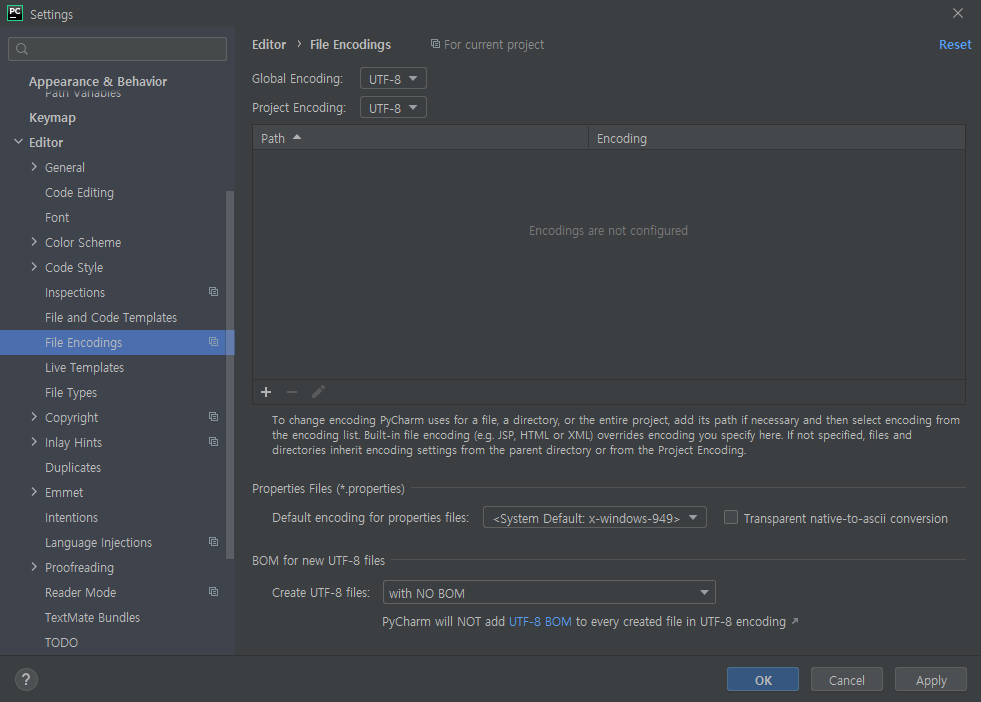 PC
Settings
Appearance & Behavior
Path Variables
Keymap
Editor
General
Code Editing
Font
Color Scheme
Code Style
Inspections
File and Code Templates
File Encodings
Live Templates
File Types
Copyright
Inlay Hints
Duplicates
Emmet
Intentions
Language Injections
Proofreading
Reader Mode
TextMate Bundles
TODO
?
Editor › File Encodings For current project Reset
Global Encoding: UTF-8
Project Encoding: UTF-8
Path Encoding
Encodings are not configured
To change encoding PyCharm uses for a file, a directory, or the entire project, add its path if necessary and then select encoding from
the encoding list. Built-in file encoding (e.g. JSP, HTML or XML) overrides encoding you specify here. If not specified, files and
directories inherit encoding settings from the parent directory or from the Project Encoding.
Properties Files (*.properties)
Default encoding for properties files: <System Default: x-windows-949> Transparent native-to-ascii conversion
BOM for new UTF-8 files
Create UTF-8 files: with NO BOM
PyCharm will NOT add UTF-8 BOM to every created file in UTF-8 encoding ↗
OK Cancel Apply